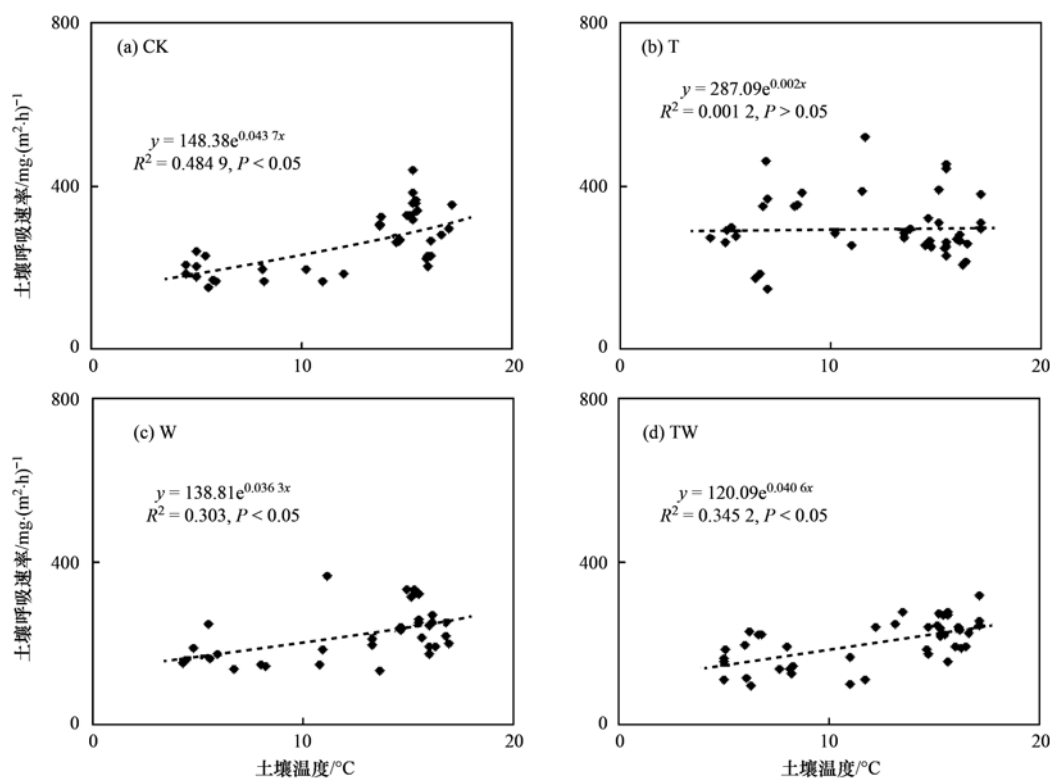 800
(a) CK
y = 148.38e^0.043 7x
R² = 0.484 9, P < 0.05
400
0
0
10
20
土壤呼吸速率/mg·(m²·h)⁻¹
800
(b) T
y = 287.09e^0.002x
R² = 0.001 2, P > 0.05
400
0
0
10
20
800
(c) W
y = 138.81e^0.036 3x
R² = 0.303, P < 0.05
400
0
0
10
20
土壤呼吸速率/mg·(m²·h)⁻¹
土壤温度/°C
800
(d) TW
y = 120.09e^0.040 6x
R² = 0.345 2, P < 0.05
400
0
0
10
20
土壤温度/°C